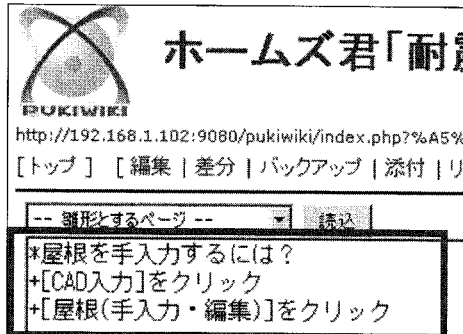 ホームズ君「耐震
PUKIWIKI
http://192.168.1.102:9080/pukiwiki/index.php?%A5%
[トップ] [ 編集 | 差分 | バックアップ | 添付 | リ
-- 雛形とするページ -- 読込
*屋根を手入力するには？
+[CAD入力]をクリック
+[屋根(手入力・編集)]をクリック